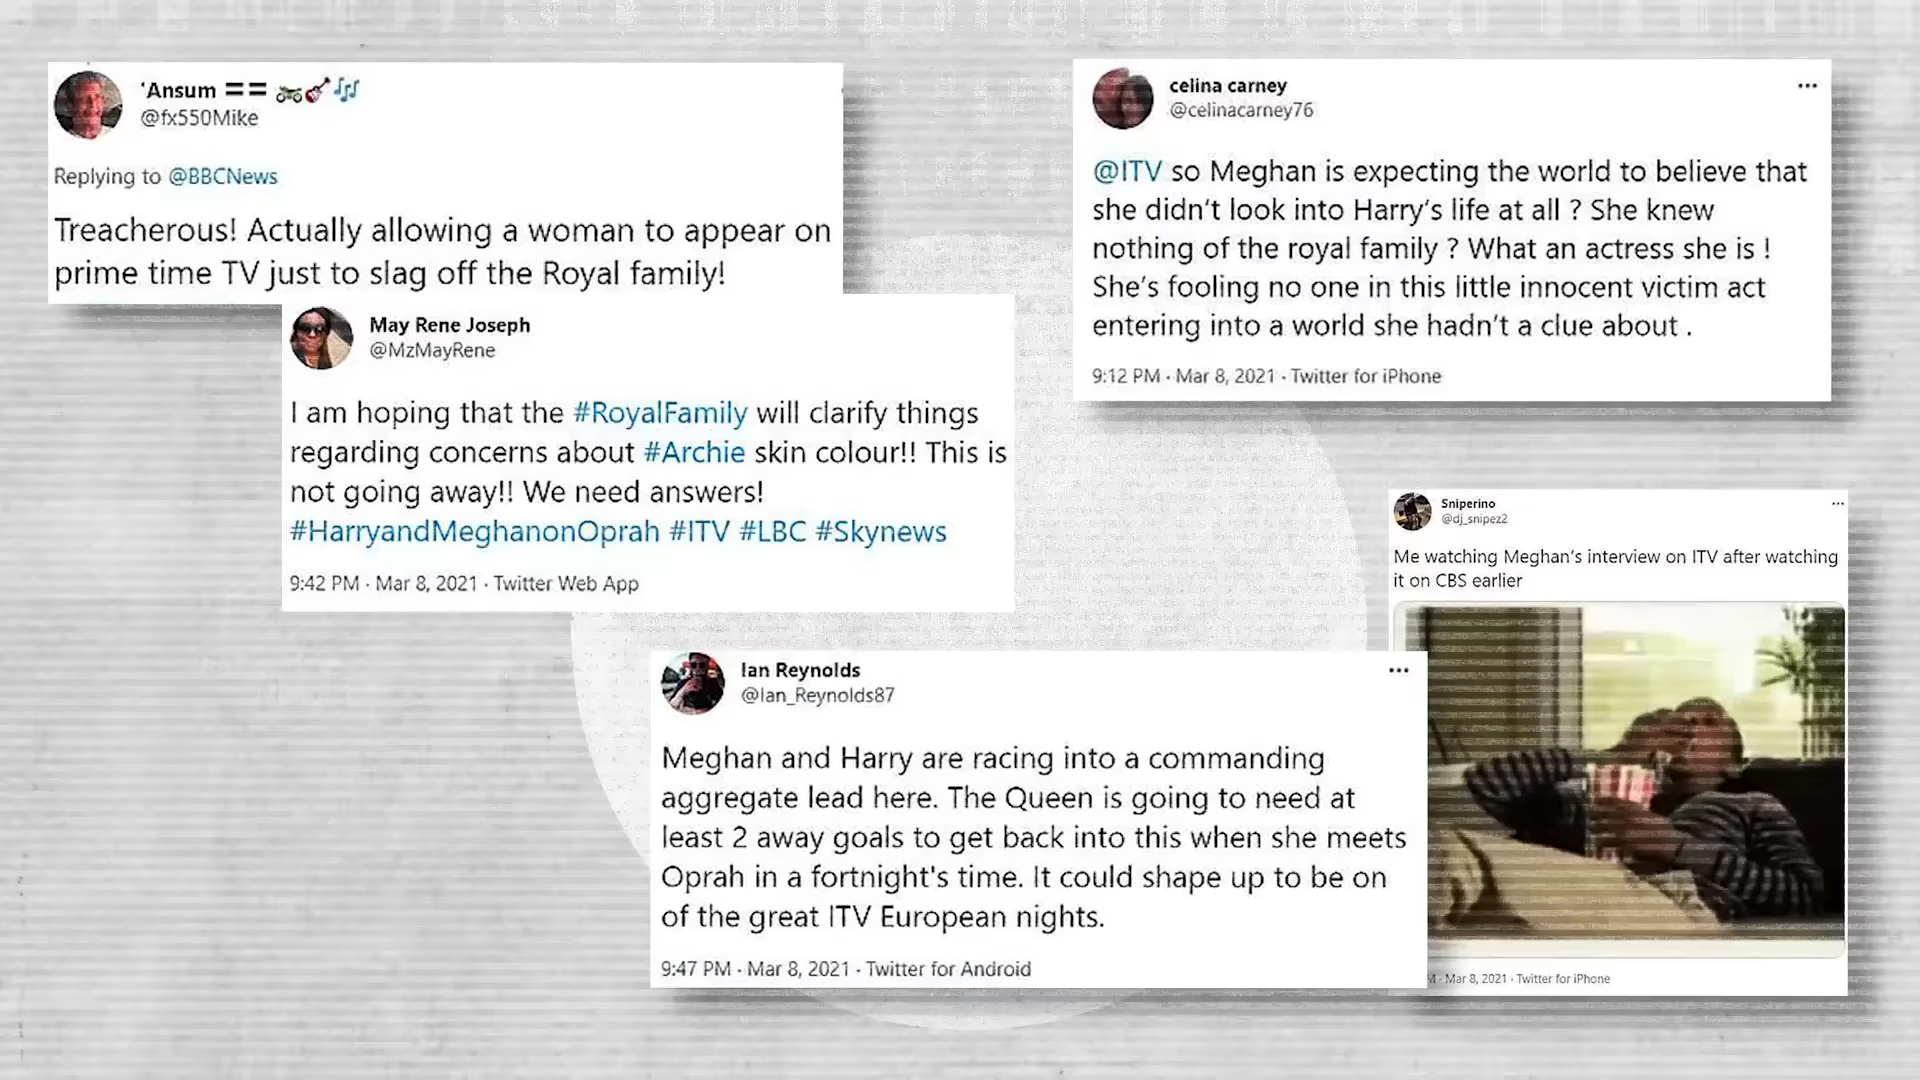 'Ansum
@fx550Mike
Replying to @BBCNews
Treacherous! Actually allowing a woman to appear on
prime time TV just to slag off the Royal family!
May Rene Joseph
@MzMayRene
I am hoping that the #RoyalFamily will clarify things
regarding concerns about #Archie skin colour!! This is
not going away!! We need answers!
#HarryandMeghanonOprah #ITV #LBC #Skynews
9:42 PM · Mar 8, 2021 · Twitter Web App
celina carney
@celinacarney76
@ITV so Meghan is expecting the world to believe that
she didn't look into Harry's life at all ? She knew
nothing of the royal family ? What an actress she is !
She's fooling no one in this little innocent victim act
entering into a world she hadn't a clue about .
9:12 PM · Mar 8, 2021 · Twitter for iPhone
Sniperino
@dj_snipez2
Me watching Meghan's interview on ITV after watching
it on CBS earlier
M · Mar 8, 2021 · Twitter for iPhone
Ian Reynolds
@Ian_Reynolds87
Meghan and Harry are racing into a commanding
aggregate lead here. The Queen is going to need at
least 2 away goals to get back into this when she meets
Oprah in a fortnight's time. It could shape up to be on
of the great ITV European nights.
9:47 PM · Mar 8, 2021 · Twitter for Android